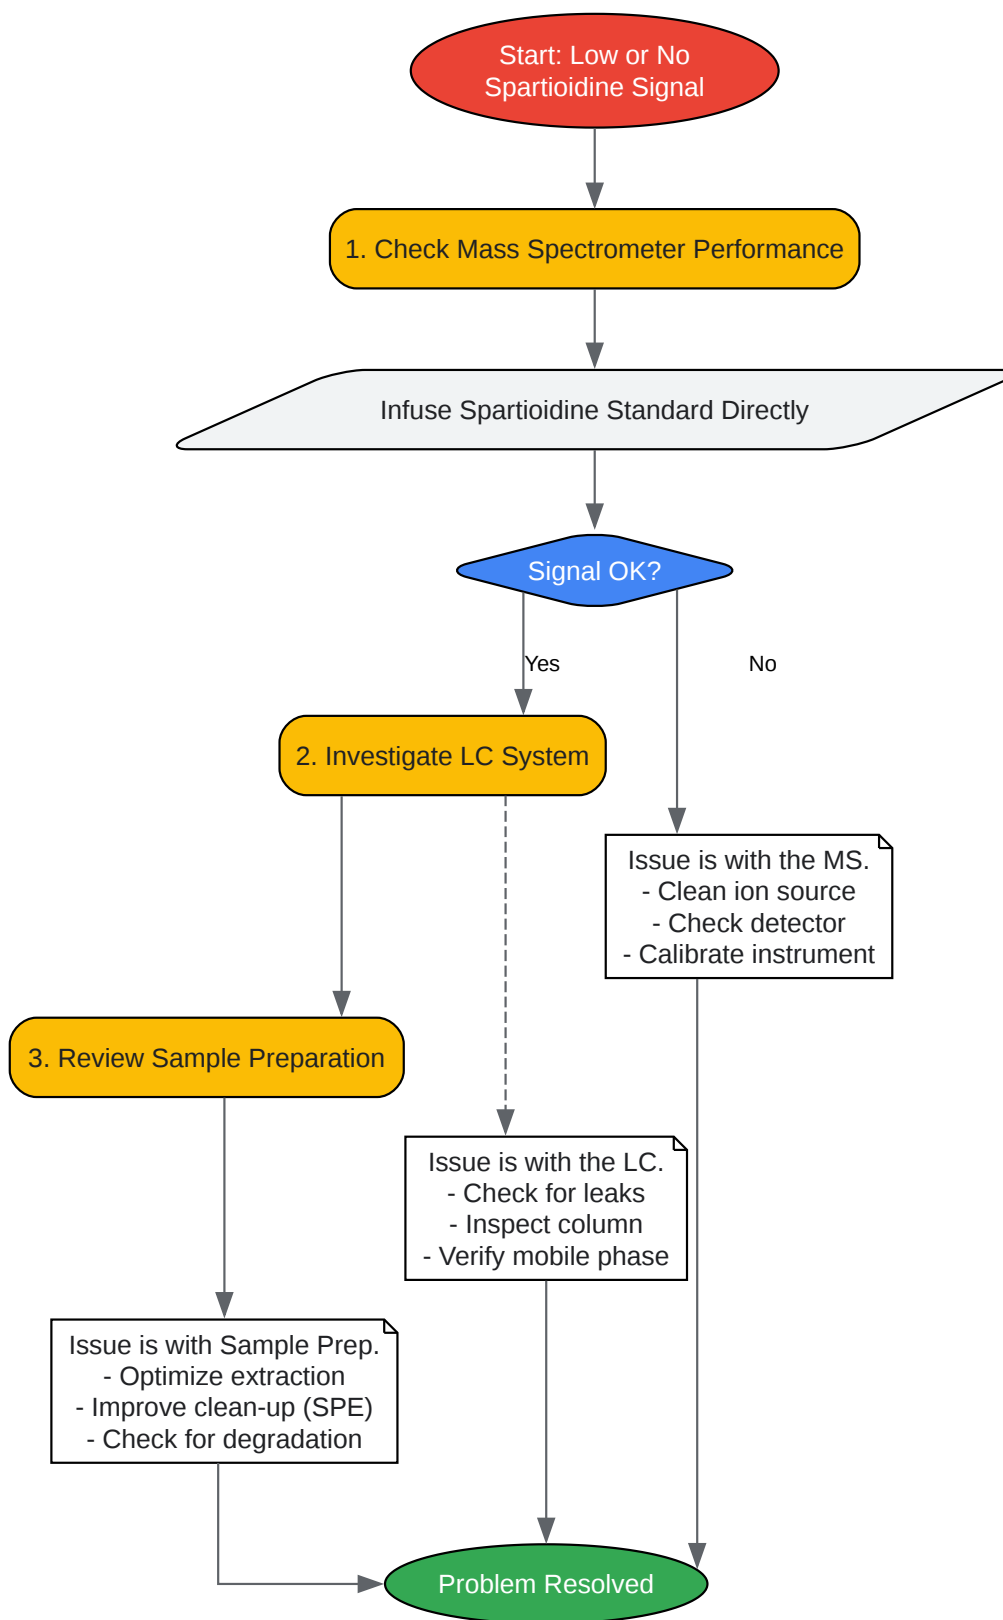 Start: Low or No
Spartioidine Signal
1. Check Mass Spectrometer Performance
Infuse Spartioidine Standard Directly
Signal OK?
Yes
No
2. Investigate LC System
Issue is with the MS.
- Clean ion source
- Check detector
- Calibrate instrument
3. Review Sample Preparation
Issue is with the LC.
- Check for leaks
- Inspect column
- Verify mobile phase
Issue is with Sample Prep.
- Optimize extraction
- Improve clean-up (SPE)
- Check for degradation
Problem Resolved